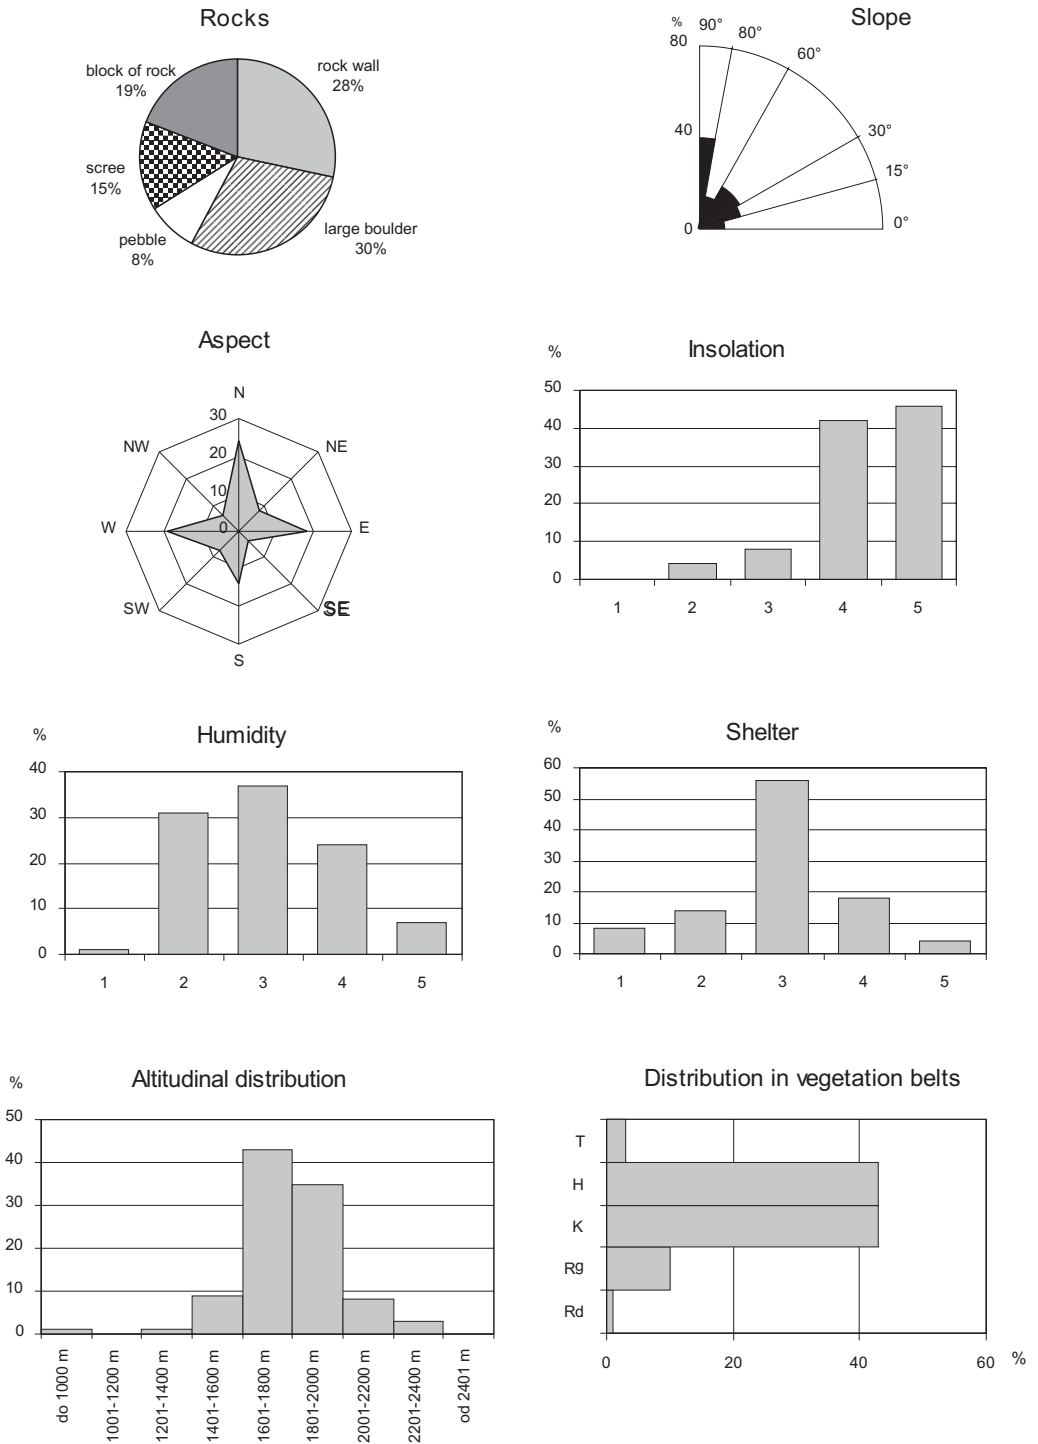 Rocks
block of rock
19%
rock wall
28%
scree
15%
pebble
8%
large boulder
30%
Slope
%
80
90°
80°
60°
40
30°
15°
0
0°
Aspect
N
30
NW
NE
20
10
W
0
E
SW
SE
S
Insolation
%
50
40
30
20
10
0
1 2 3 4 5
Humidity
%
40
30
20
10
0
1 2 3 4 5
Shelter
%
60
50
40
30
20
10
0
1 2 3 4 5
Altitudinal distribution
%
50
40
30
20
10
0
do 1000 m
1001-1200 m
1201-1400 m
1401-1600 m
1601-1800 m
1801-2000 m
2001-2200 m
2201-2400 m
od 2401 m
Distribution in vegetation belts
T
H
K
Rg
Rd
0 20 40 60 %